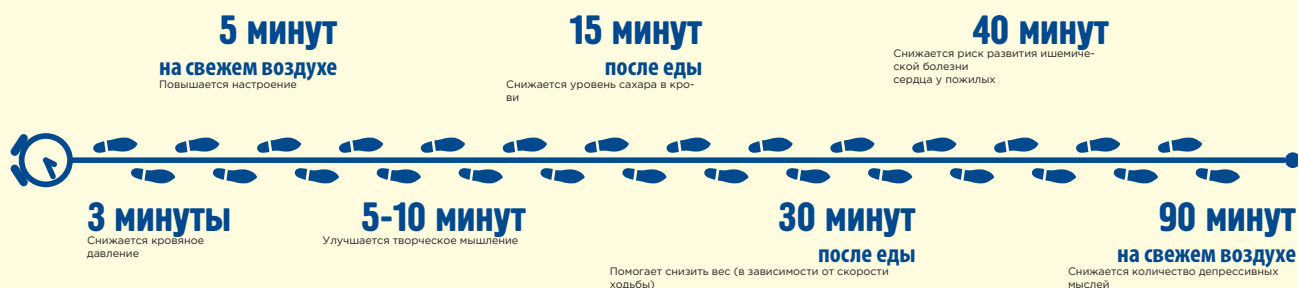 5 минут
на свежем воздухе
Повышается настроение
15 минут
после еды
Снижается уровень сахара в кро-
ви
40 минут
Снижается риск развития ишемиче-
ской болезни
сердца у пожилых
3 минуты
Снижается кровяное
давление
5-10 минут
Улучшается творческое мышление
30 минут
после еды
Помогает снизить вес (в зависимости от скорости
ходьбы)
90 минут
на свежем воздухе
Снижается количество депрессивных
мыслей